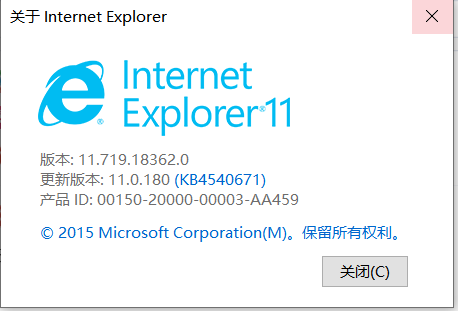 关于 Internet Explorer
Internet
Explorer®11
版本: 11.719.18362.0
更新版本: 11.0.180 (KB4540671)
产品 ID: 00150-20000-00003-AA459
© 2015 Microsoft Corporation(M)。保留所有权利。
关闭(C)